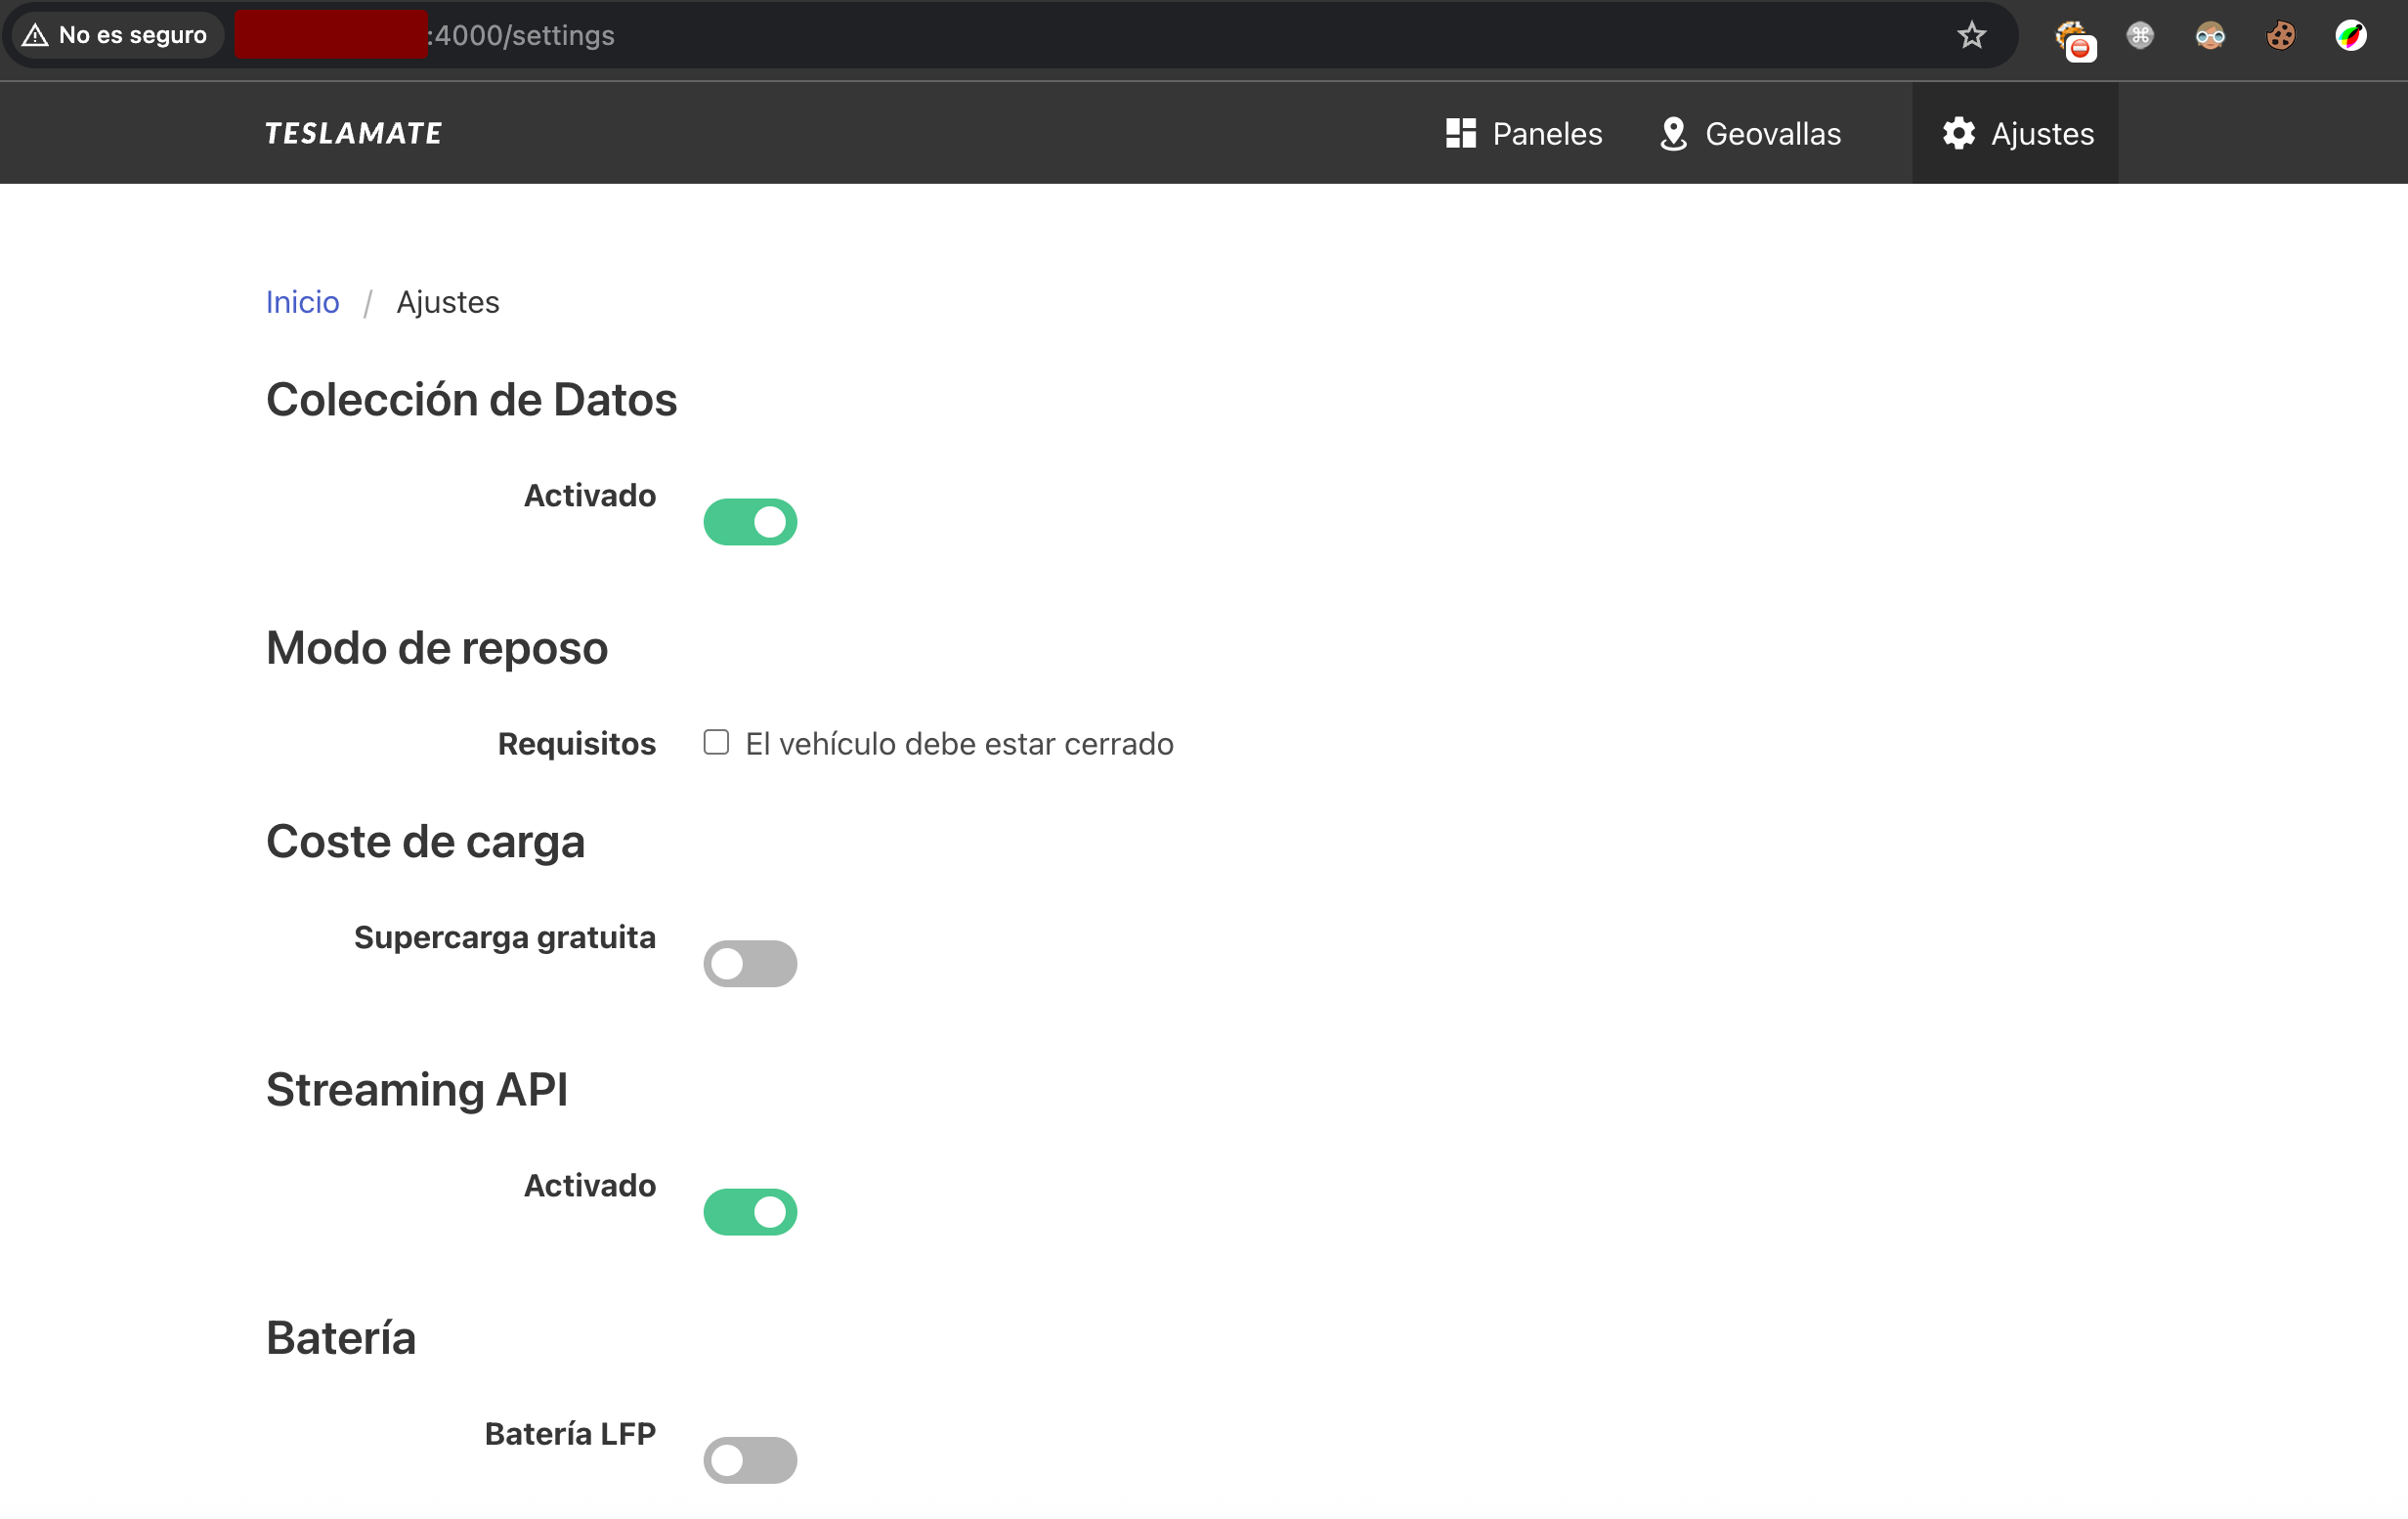 No es seguro :4000/settings
TESLAMATE Paneles Geovallas Ajustes
Inicio / Ajustes
Colección de Datos
Activado
Modo de reposo
Requisitos El vehículo debe estar cerrado
Coste de carga
Supercarga gratuita
Streaming API
Activado
Batería
Batería LFP